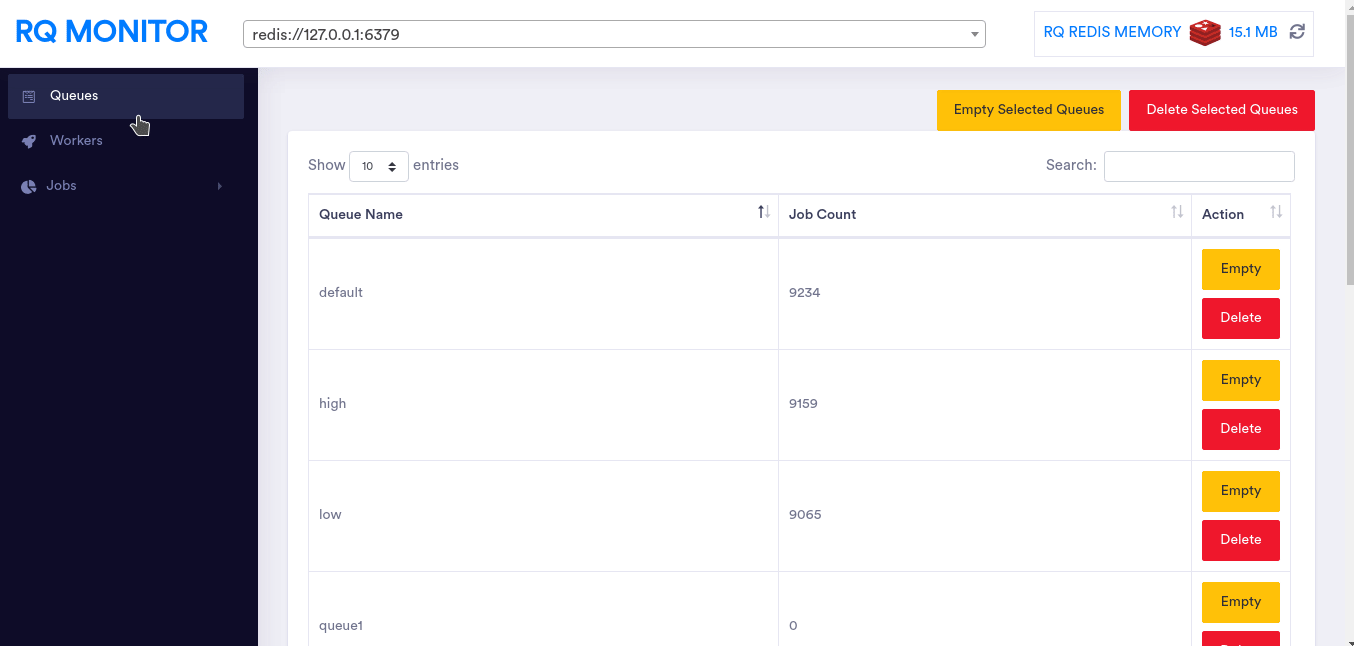 RQ MONITOR
redis://127.0.0.1:6379
RQ REDIS MEMORY 15.1 MB
Queues
Workers
Jobs
Empty Selected Queues Delete Selected Queues
Show 10 entries Search:
Queue Name Job Count Action
default 9234 Empty
Delete
high 9159 Empty
Delete
low 9065 Empty
Delete
queue1 0 Empty